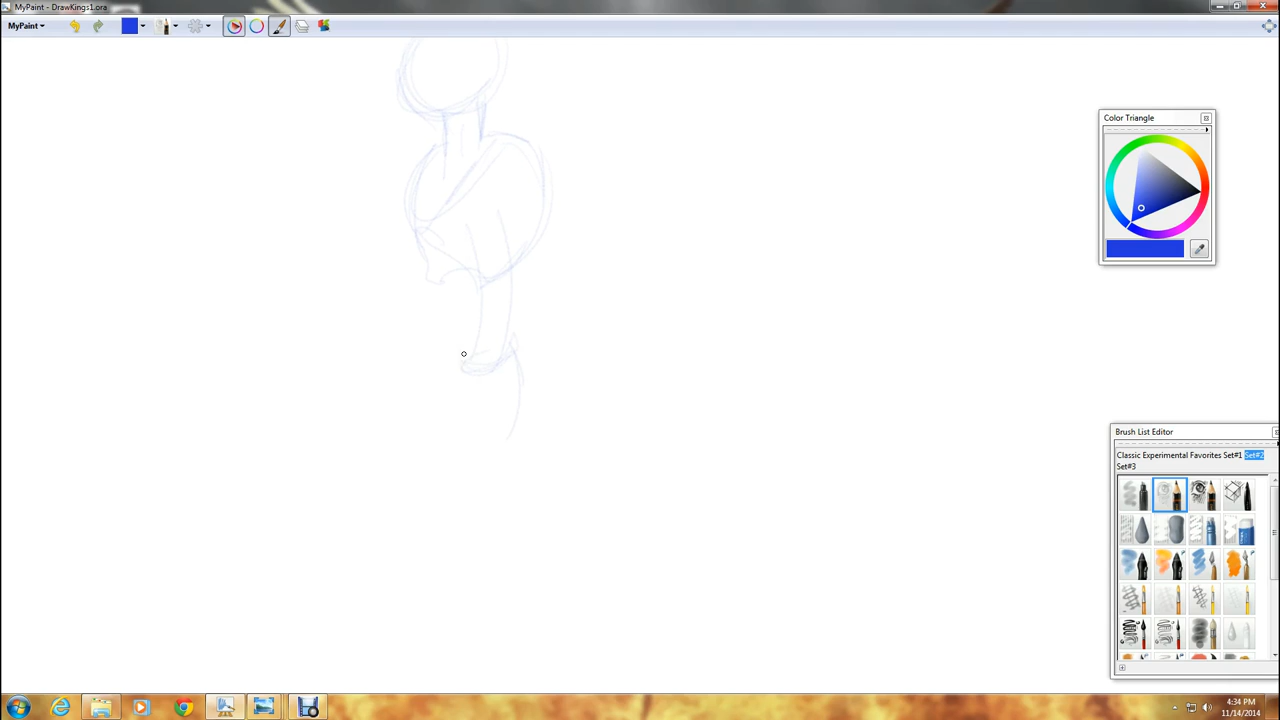 MyPaint - DrawKings1.ora
MyPaint
Color Triangle
Brush List Editor
Classic Experimental Favorites Set#1 Set#2
Set#3
4:34 PM
11/14/2014